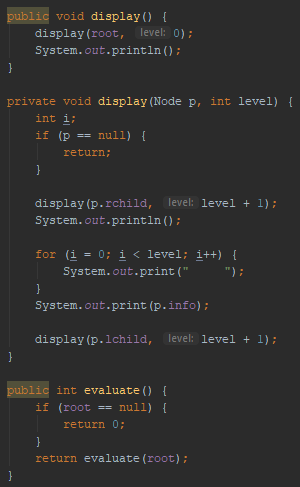 public void display() {
display(root, level: 0);
System.out.println();
}
private void display(Node p, int level) {
int i;
if (p == null) {
return;
}
display(p.rchild, level: level + 1);
System.out.println();
for (i = 0; i < level; i++) {
System.out.print("     ");
}
System.out.print(p.info);
display(p.lchild, level: level + 1);
}
public int evaluate() {
if (root == null) {
return 0;
}
return evaluate(root);
}